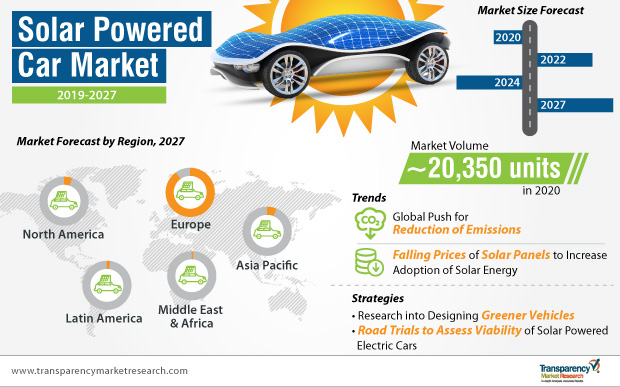 Solar Powered
Car Market
2019-2027
Market Size Forecast
2020
2022
2024
2027
Market Forecast by Region, 2027
North America
Europe
Asia Pacific
Latin America
Middle East
& Africa
Market Volume
~20,350 units
in 2020
Trends
CO2
Global Push for
Reduction of Emissions
Falling Prices of Solar Panels to Increase
Adoption of Solar Energy
Strategies
• Research into Designing Greener Vehicles
• Road Trials to Assess Viability of Solar Powered
Electric Cars
www.transparencymarketresearch.com
Transparency
Market Research